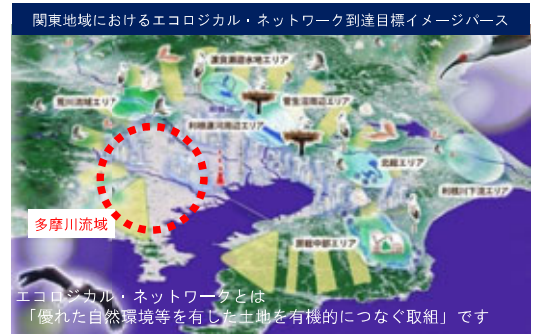 関東地域におけるエコロジカル・ネットワーク到達目標イメージパース
渡良瀬遊水地エリア
荒川流域エリア
菅生沼周辺エリア
利根運河周辺エリア
北総エリア
利根川下流エリア
多摩川流域
房総中部エリア
エコロジカル・ネットワークとは
「優れた自然環境等を有した土地を有機的につなぐ取組」です